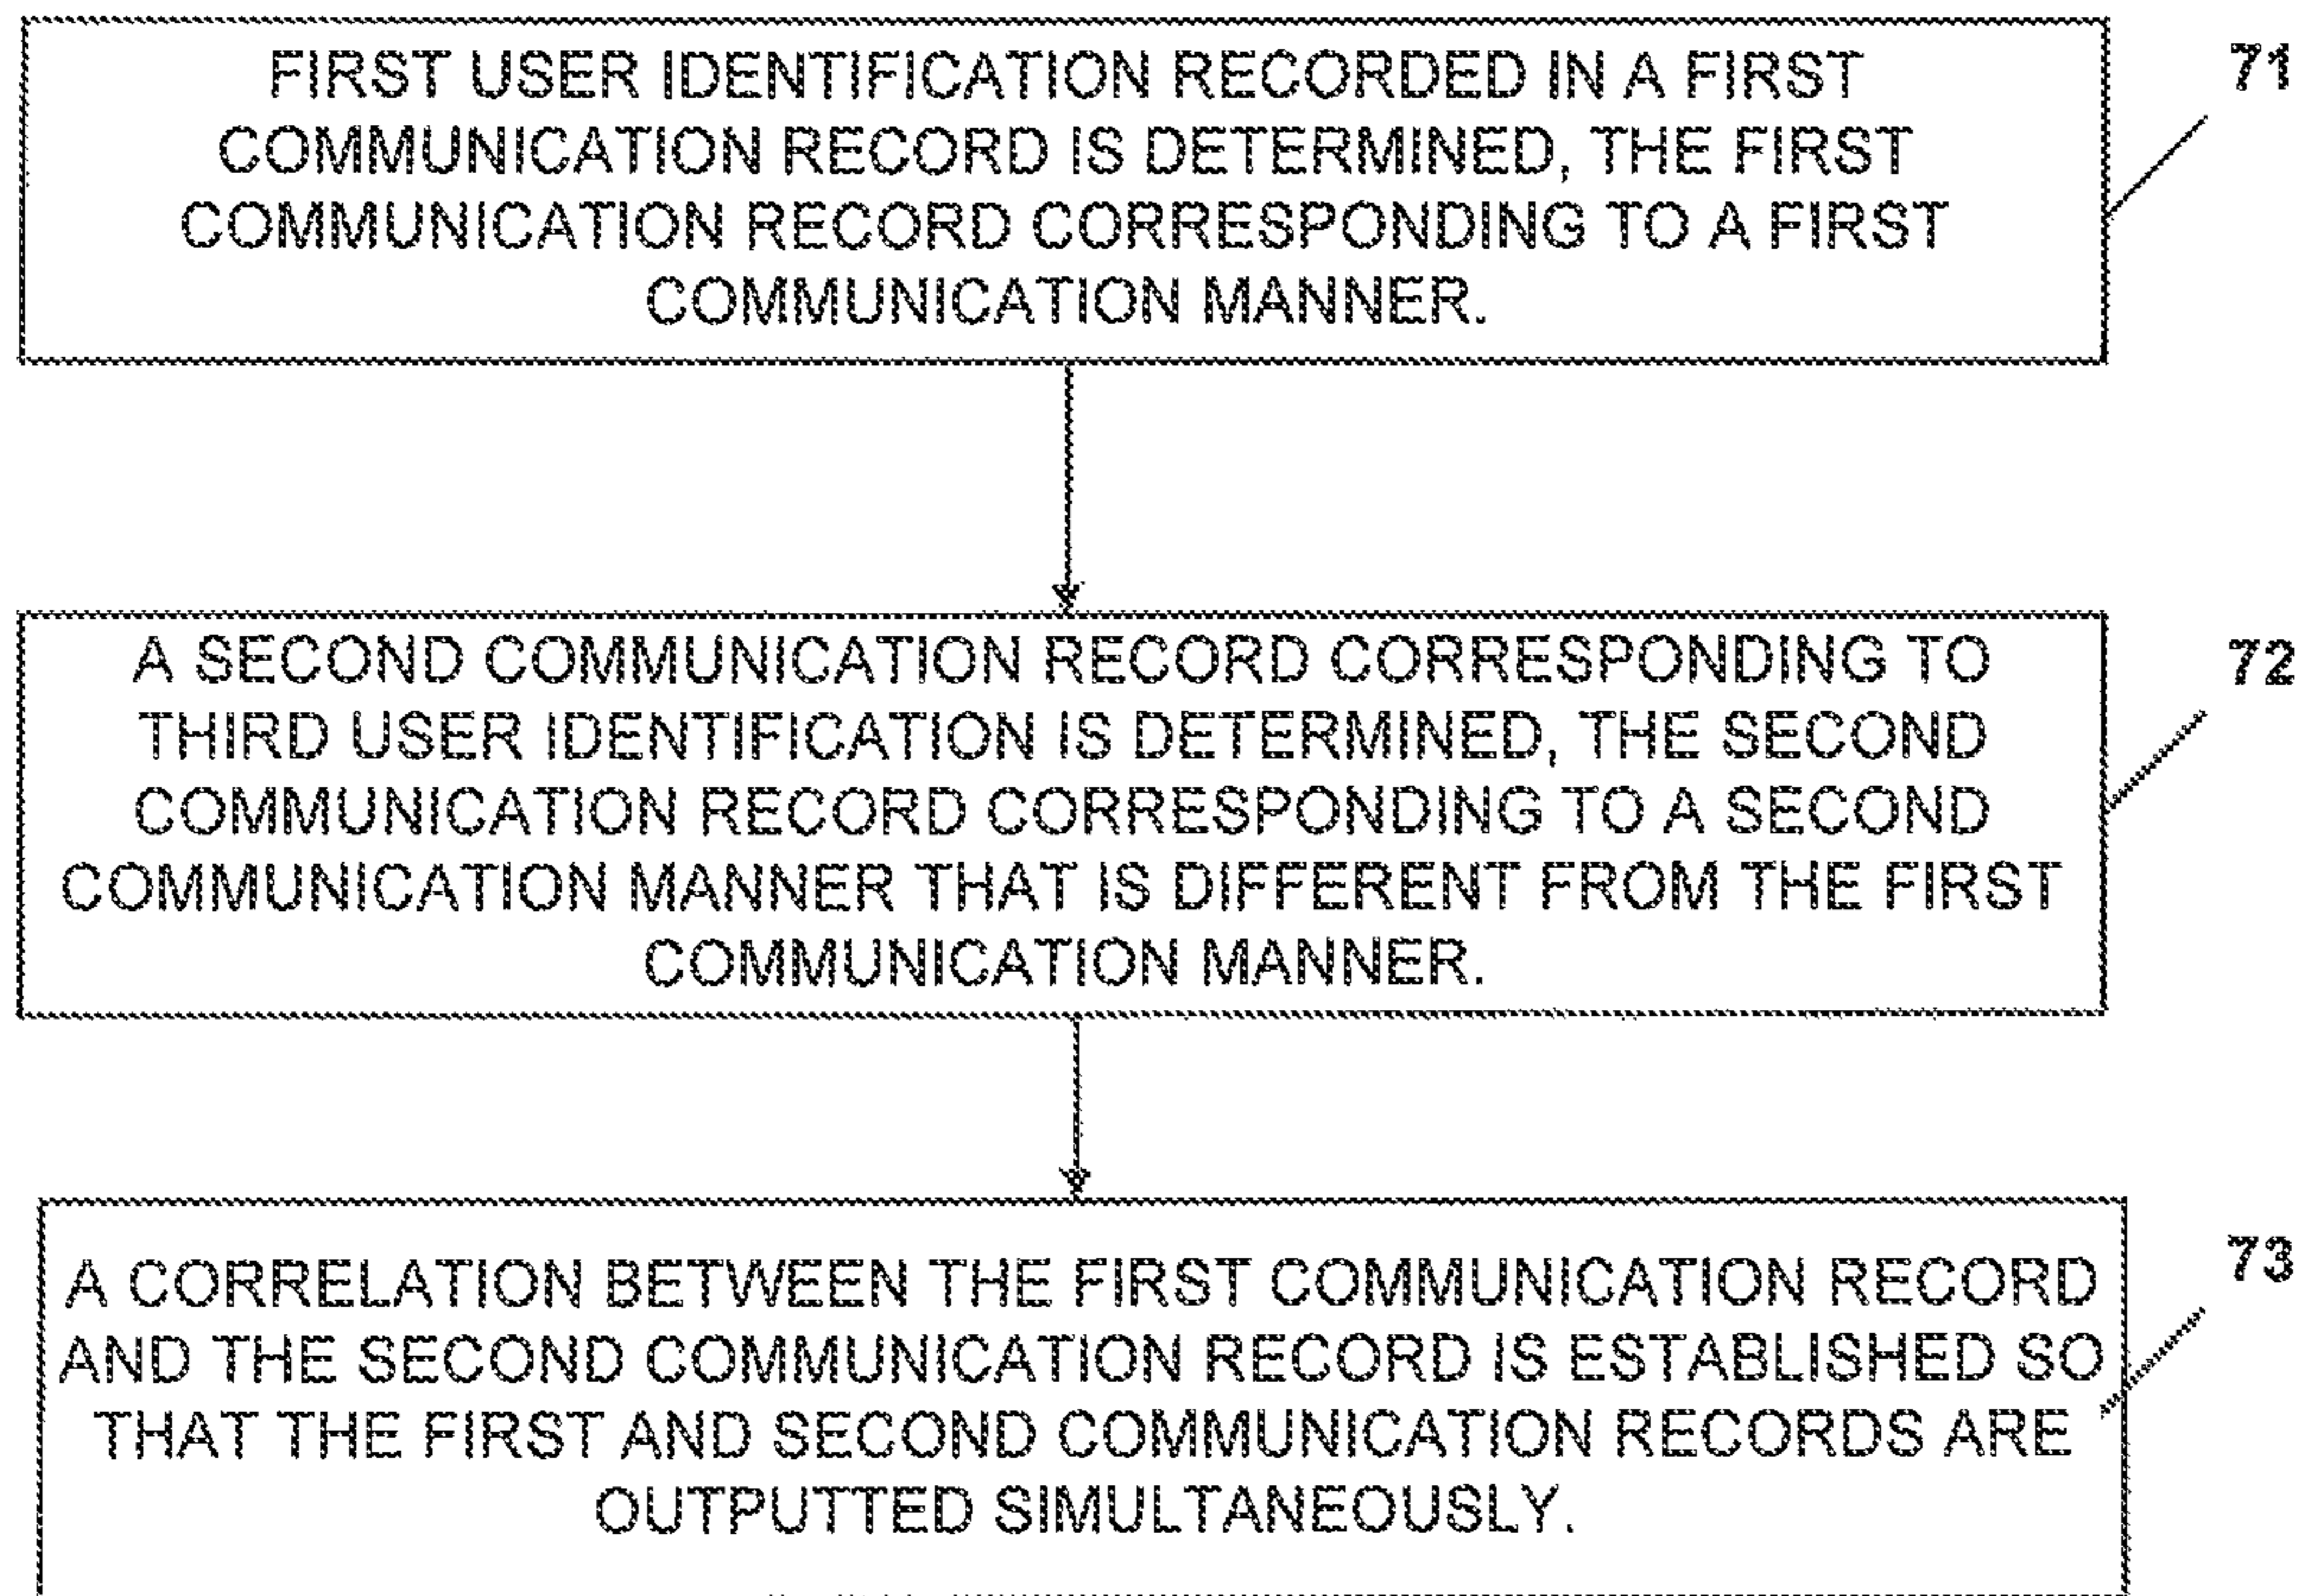 FIRST USER IDENTIFICATION RECORDED IN A FIRST
COMMUNICATION RECORD IS DETERMINED, THE FIRST
COMMUNICATION RECORD CORRESPONDING TO A FIRST
COMMUNICATION MANNER.
71
A SECOND COMMUNICATION RECORD CORRESPONDING TO
THIRD USER IDENTIFICATION IS DETERMINED, THE SECOND
COMMUNICATION RECORD CORRESPONDING TO A SECOND
COMMUNICATION MANNER THAT IS DIFFERENT FROM THE FIRST
COMMUNICATION MANNER.
72
A CORRELATION BETWEEN THE FIRST COMMUNICATION RECORD
AND THE SECOND COMMUNICATION RECORD IS ESTABLISHED SO
THAT THE FIRST AND SECOND COMMUNICATION RECORDS ARE
OUTPUTTED SIMULTANEOUSLY.
73